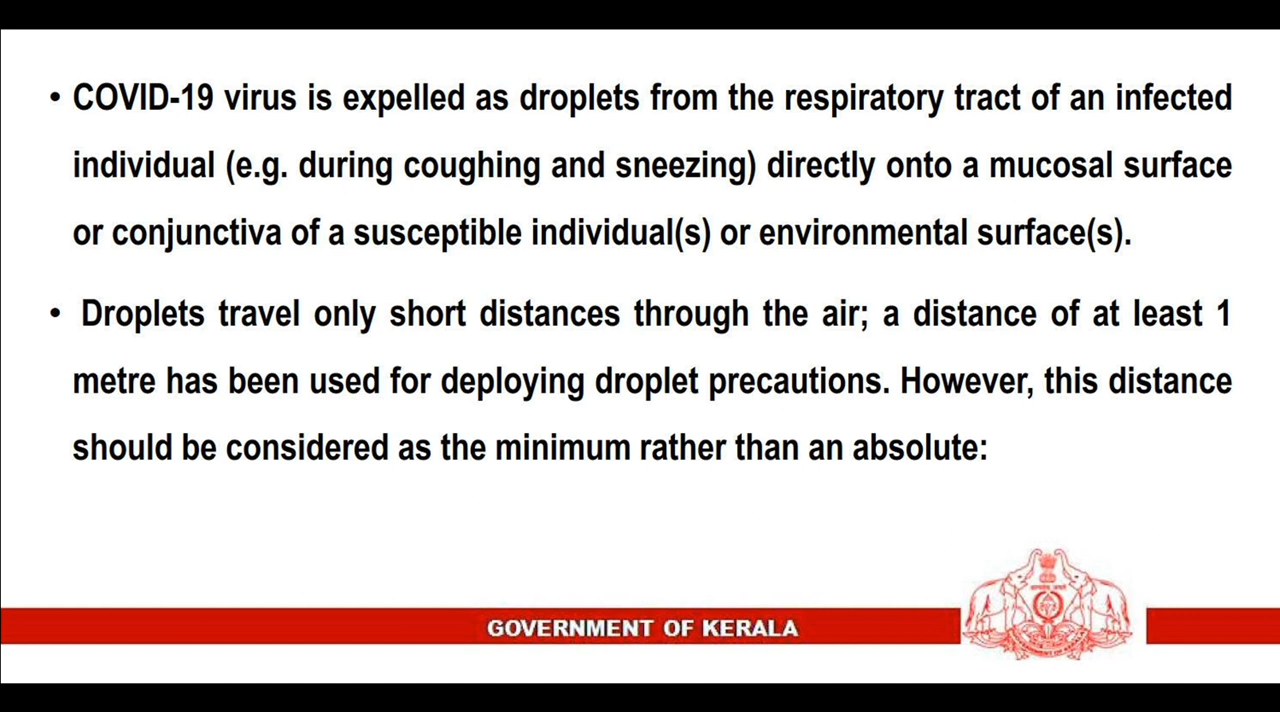 • COVID-19 virus is expelled as droplets from the respiratory tract of an infected
individual (e.g. during coughing and sneezing) directly onto a mucosal surface
or conjunctiva of a susceptible individual(s) or environmental surface(s).
• Droplets travel only short distances through the air; a distance of at least 1
metre has been used for deploying droplet precautions. However, this distance
should be considered as the minimum rather than an absolute:
GOVERNMENT OF KERALA